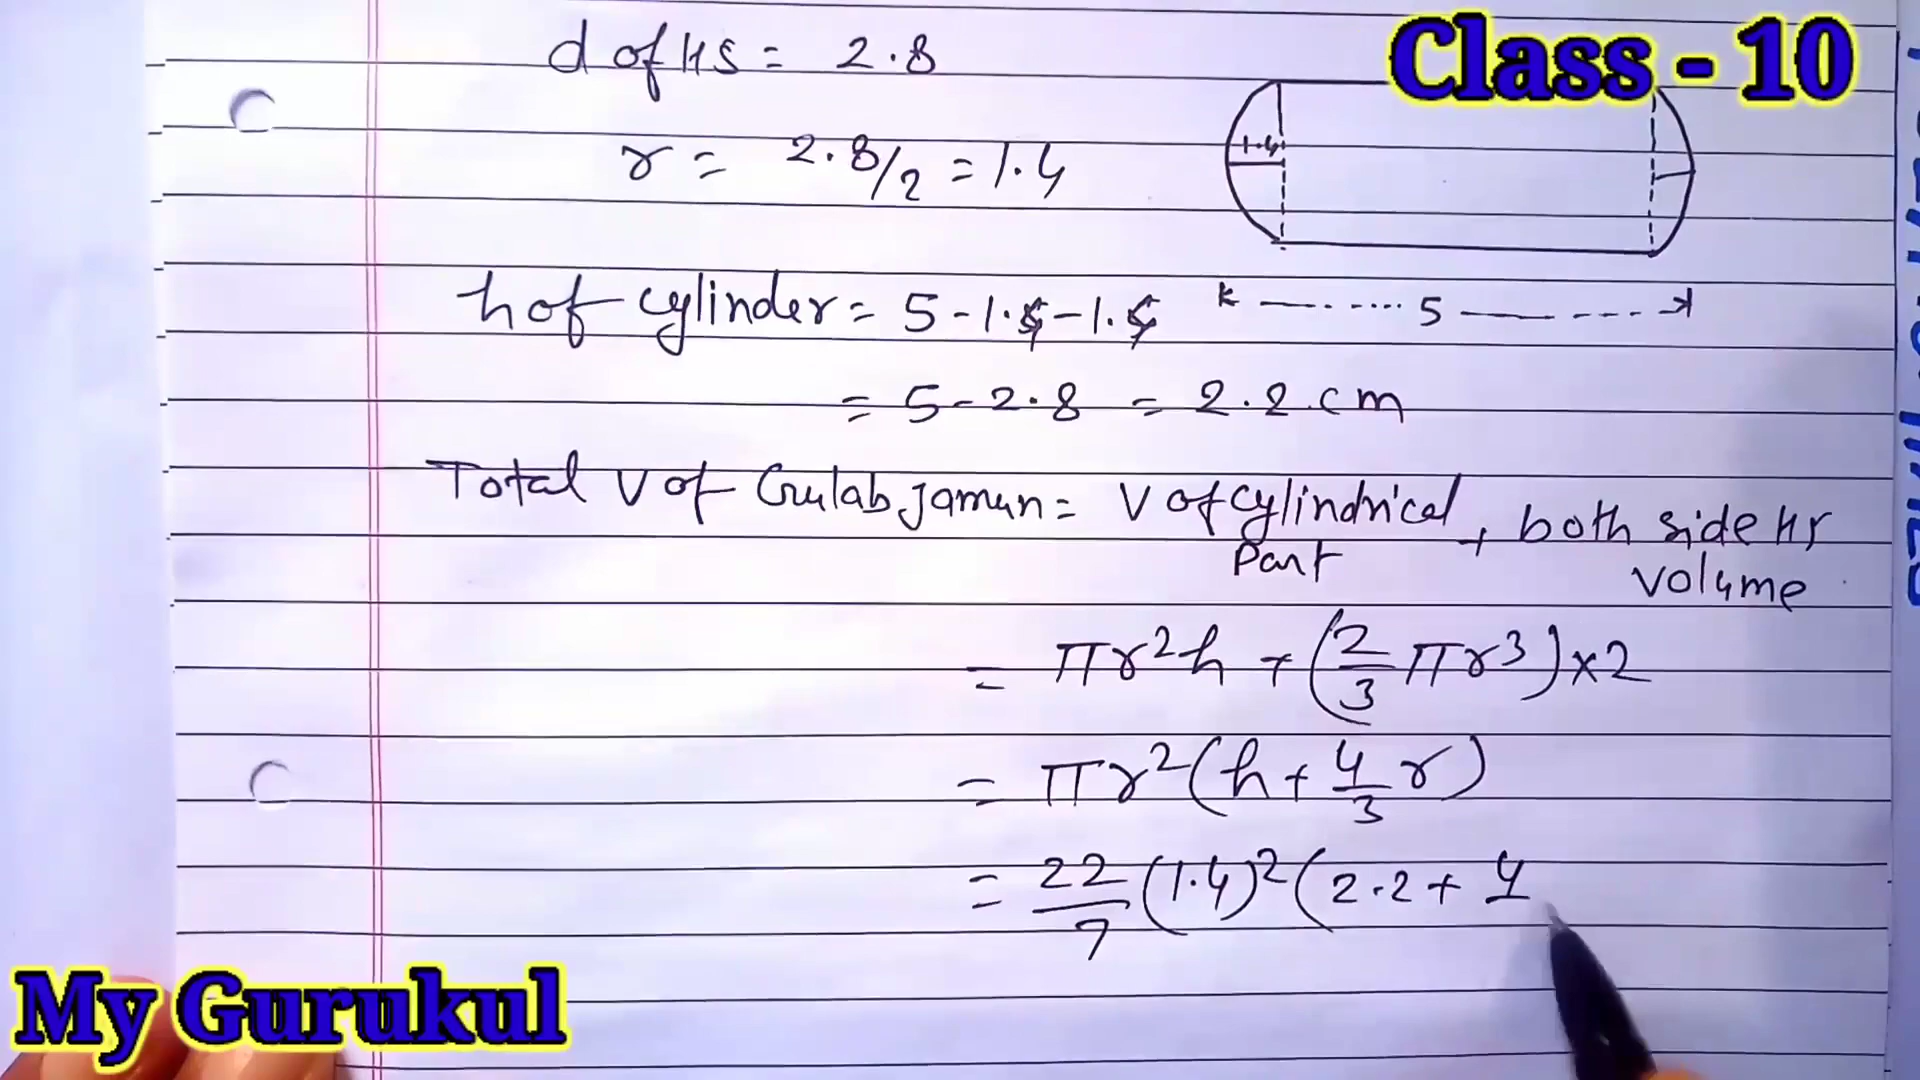 Class - 10
d of HS = 2.8
r = 2.8/2 = 1.4
1.4
h of cylinder = 5 - 1.4 - 1.4
5
= 5 - 2.8 = 2.2 cm
Total V of Gulab jamun = V of cylindrical Part + both side HS volume
= πr²h + (2/3 πr³) × 2
= πr²(h + 4/3 r)
= 22/7 (1.4)² (2.2 + 4
My Gurukul